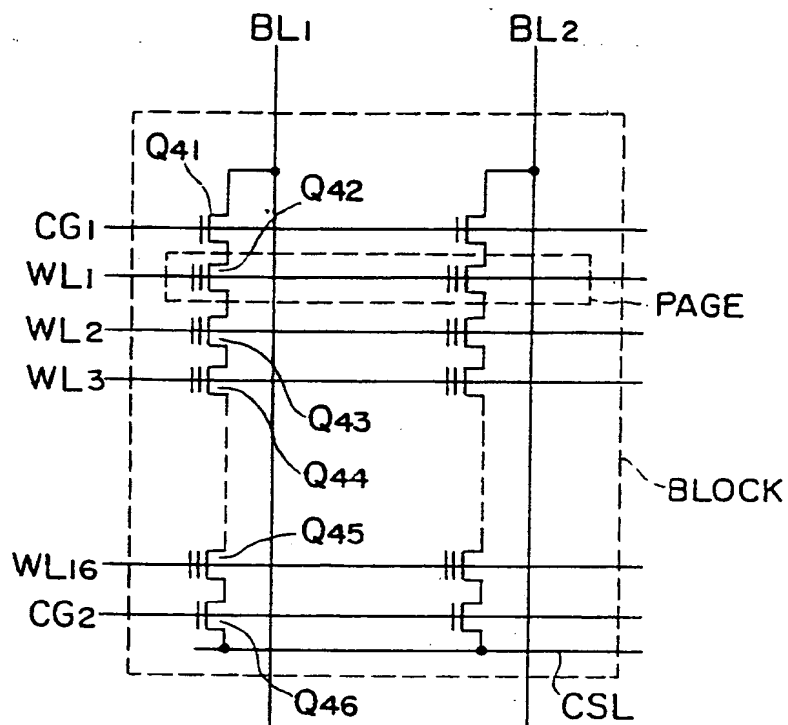 BL1 BL2
Q41
Q42
CG1
WL1
PAGE
WL2
WL3
Q43
Q44
BLOCK
Q45
WL16
CG2
Q46
CSL